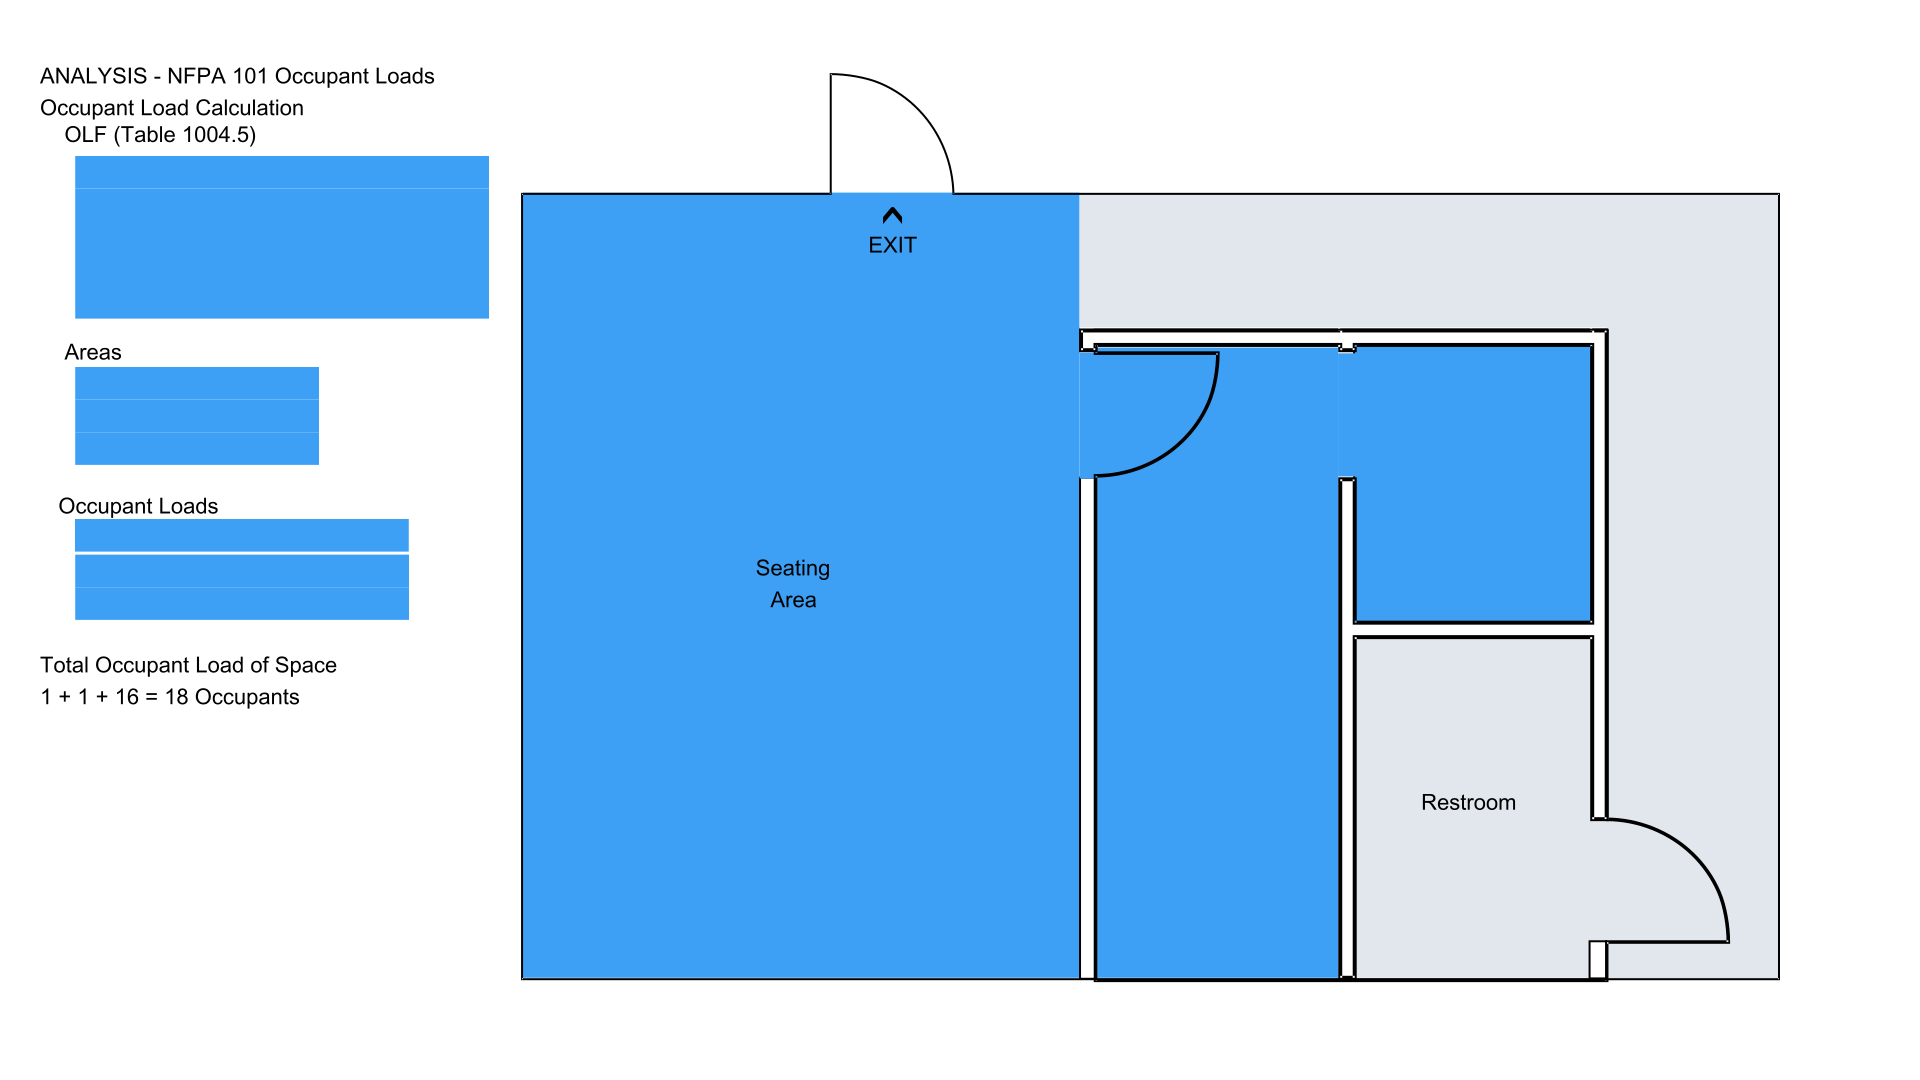 ANALYSIS - NFPA 101 Occupant Loads
Occupant Load Calculation
OLF (Table 1004.5)
Areas
Occupant Loads
Total Occupant Load of Space
1 + 1 + 16 = 18 Occupants
EXIT
Seating
Area
Restroom